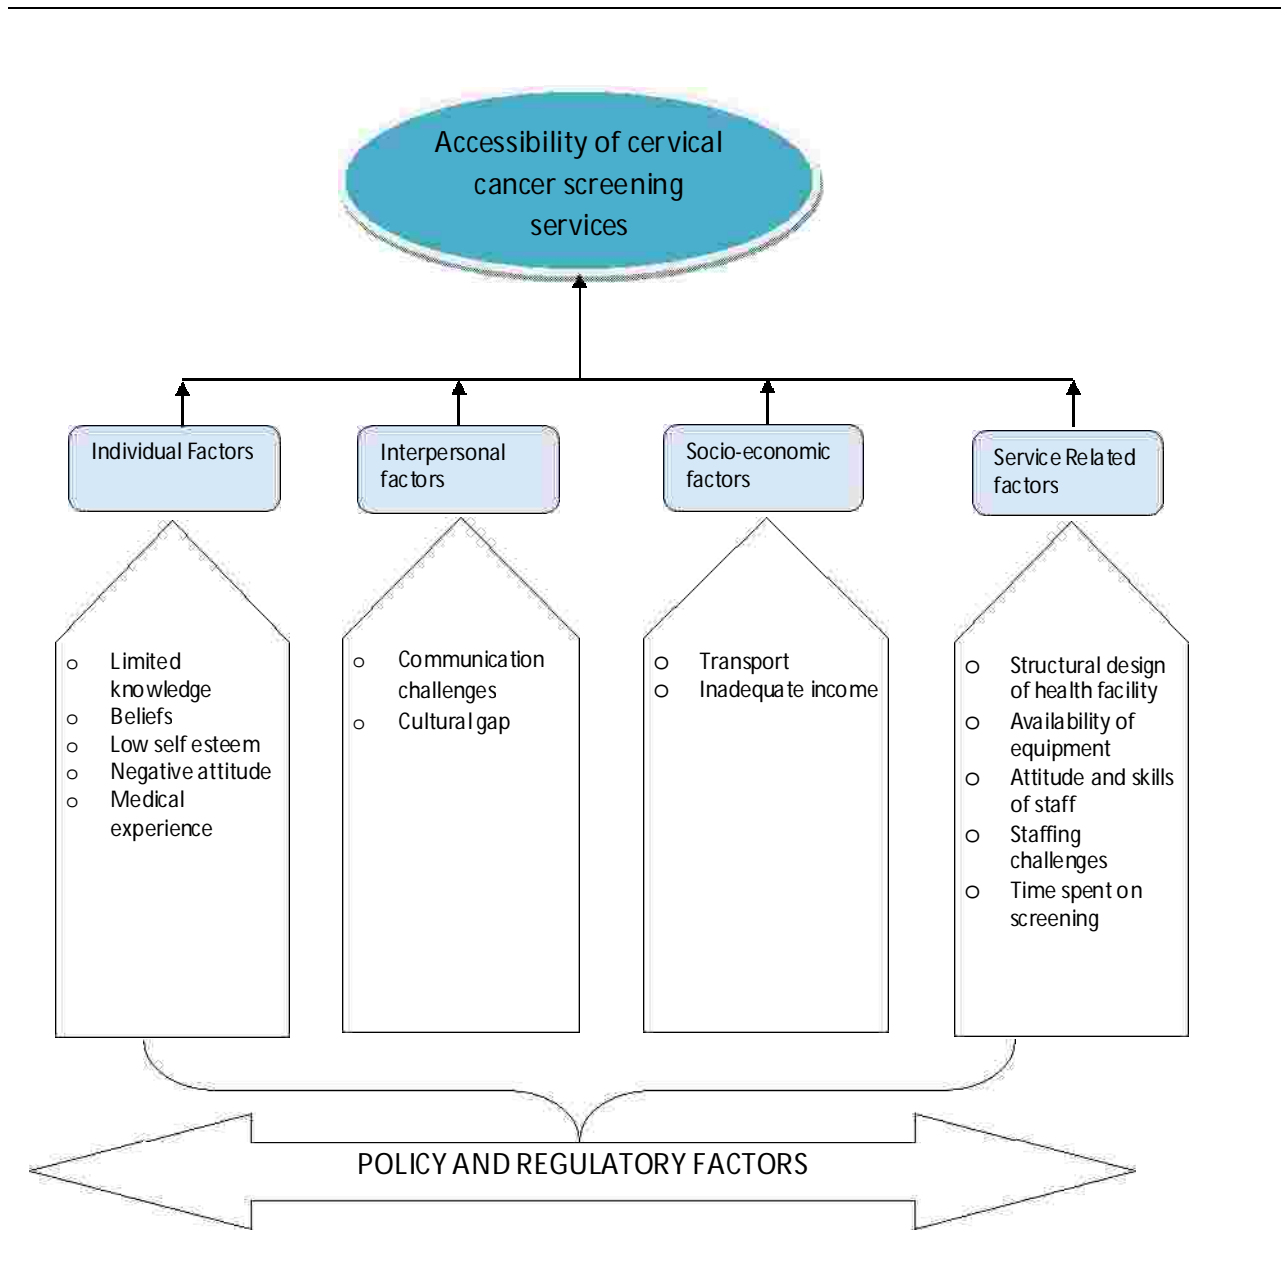 Accessibility of cervical
cancer screening
services
Individual Factors
Interpersonal
factors
Socio-economic
factors
Service Related
factors
o Limited
knowledge
o Beliefs
o Low self esteem
o Negative attitude
o Medical
experience
o Communication
challenges
o Cultural gap
o Transport
o Inadequate income
o Structural design
of health facility
o Availability of
equipment
o Attitude and skills
of staff
o Staffing
challenges
o Time spent on
screening
POLICY AND REGULATORY FACTORS